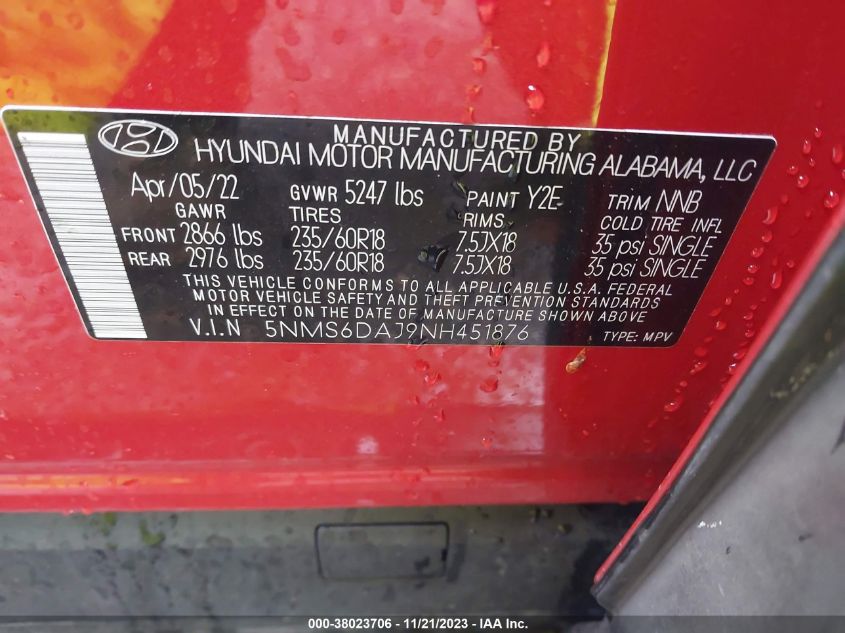 MANUFACTURED BY
HYUNDAI MOTOR MANUFACTURING ALABAMA, LLC
Apr/05/22 GVWR 5247 lbs PAINT Y2E TRIM NNB
GAWR TIRES RIMS COLD TIRE INFL
FRONT 2866 lbs 235/60R18 7.5JX18 35 psi SINGLE
REAR 2976 lbs 235/60R18 7.5JX18 35 psi SINGLE
THIS VEHICLE CONFORMS TO ALL APPLICABLE U.S.A. FEDERAL
MOTOR VEHICLE SAFETY AND THEFT PREVENTION STANDARDS
IN EFFECT ON THE DATE OF MANUFACTURE SHOWN ABOVE
V.I.N 5NMS6DAJ9NH451876 TYPE: MPV
000-38023706 - 11/21/2023 - IAA Inc.